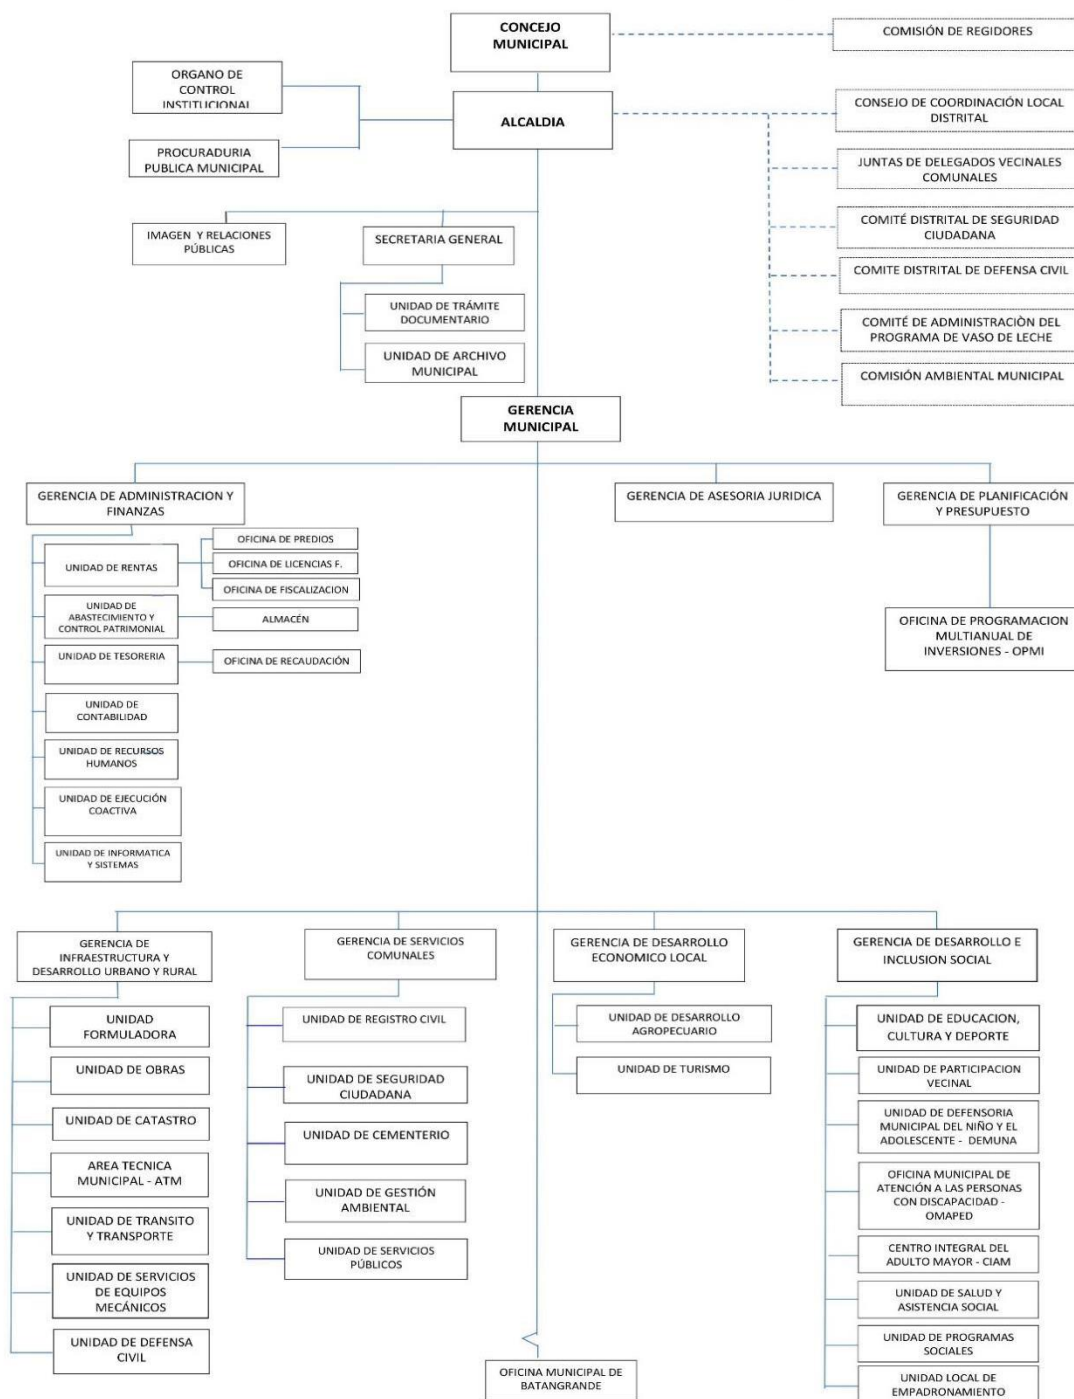 CONCEJO
MUNICIPAL
COMISIÓN DE REGIDORES
ORGANO DE
CONTROL
INSTITUCIONAL
ALCALDIA
CONSEJO DE COORDINACIÓN LOCAL
DISTRITAL
PROCURADURIA
PUBLICA MUNICIPAL
JUNTAS DE DELEGADOS VECINALES
COMUNALES
IMAGEN Y RELACIONES
PÚBLICAS
SECRETARIA GENERAL
COMITÉ DISTRITAL DE SEGURIDAD
CIUDADANA
COMITE DISTRITAL DE DEFENSA CIVIL
UNIDAD DE TRÁMITE
DOCUMENTARIO
COMITÉ DE ADMINISTRACIÒN DEL
PROGRAMA DE VASO DE LECHE
UNIDAD DE ARCHIVO
MUNICIPAL
COMISIÓN AMBIENTAL MUNICIPAL
GERENCIA
MUNICIPAL
GERENCIA DE ADMINISTRACION Y
FINANZAS
GERENCIA DE ASESORIA JURIDICA
GERENCIA DE PLANIFICACIÓN
Y PRESUPUESTO
UNIDAD DE RENTAS
OFICINA DE PREDIOS
OFICINA DE LICENCIAS F.
OFICINA DE FISCALIZACION
UNIDAD DE
ABASTECIMIENTO Y
CONTROL PATRIMONIAL
ALMACÉN
OFICINA DE PROGRAMACION
MULTIANUAL DE
INVERSIONES - OPMI
UNIDAD DE TESORERIA
OFICINA DE RECAUDACIÓN
UNIDAD DE
CONTABILIDAD
UNIDAD DE RECURSOS
HUMANOS
UNIDAD DE EJECUCIÓN
COACTIVA
UNIDAD DE INFORMATICA
Y SISTEMAS
GERENCIA DE
INFRAESTRUCTURA Y
DESARROLLO URBANO Y RURAL
UNIDAD
FORMULADORA
UNIDAD DE OBRAS
UNIDAD DE CATASTRO
AREA TECNICA
MUNICIPAL - ATM
UNIDAD DE TRANSITO
Y TRANSPORTE
UNIDAD DE SERVICIOS
DE EQUIPOS
MECÁNICOS
UNIDAD DE DEFENSA
CIVIL
GERENCIA DE SERVICIOS
COMUNALES
UNIDAD DE REGISTRO CIVIL
UNIDAD DE SEGURIDAD
CIUDADANA
UNIDAD DE CEMENTERIO
UNIDAD DE GESTIÓN
AMBIENTAL
UNIDAD DE SERVICIOS
PÚBLICOS
GERENCIA DE DESARROLLO
ECONOMICO LOCAL
UNIDAD DE DESARROLLO
AGROPECUARIO
UNIDAD DE TURISMO
OFICINA MUNICIPAL DE
BATANGRANDE
GERENCIA DE DESARROLLO E
INCLUSION SOCIAL
UNIDAD DE EDUCACION,
CULTURA Y DEPORTE
UNIDAD DE PARTICIPACION
VECINAL
UNIDAD DE DEFENSORIA
MUNICIPAL DEL NIÑO Y EL
ADOLESCENTE - DEMUNA
OFICINA MUNICIPAL DE
ATENCIÓN A LAS PERSONAS
CON DISCAPACIDAD -
OMAPED
CENTRO INTEGRAL DEL
ADULTO MAYOR - CIAM
UNIDAD DE SALUD Y
ASISTENCIA SOCIAL
UNIDAD DE PROGRAMAS
SOCIALES
UNIDAD LOCAL DE
EMPADRONAMIENTO